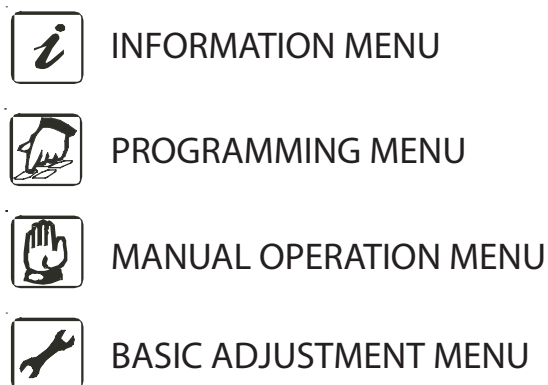 i INFORMATION MENU
PROGRAMMING MENU
MANUAL OPERATION MENU
BASIC ADJUSTMENT MENU